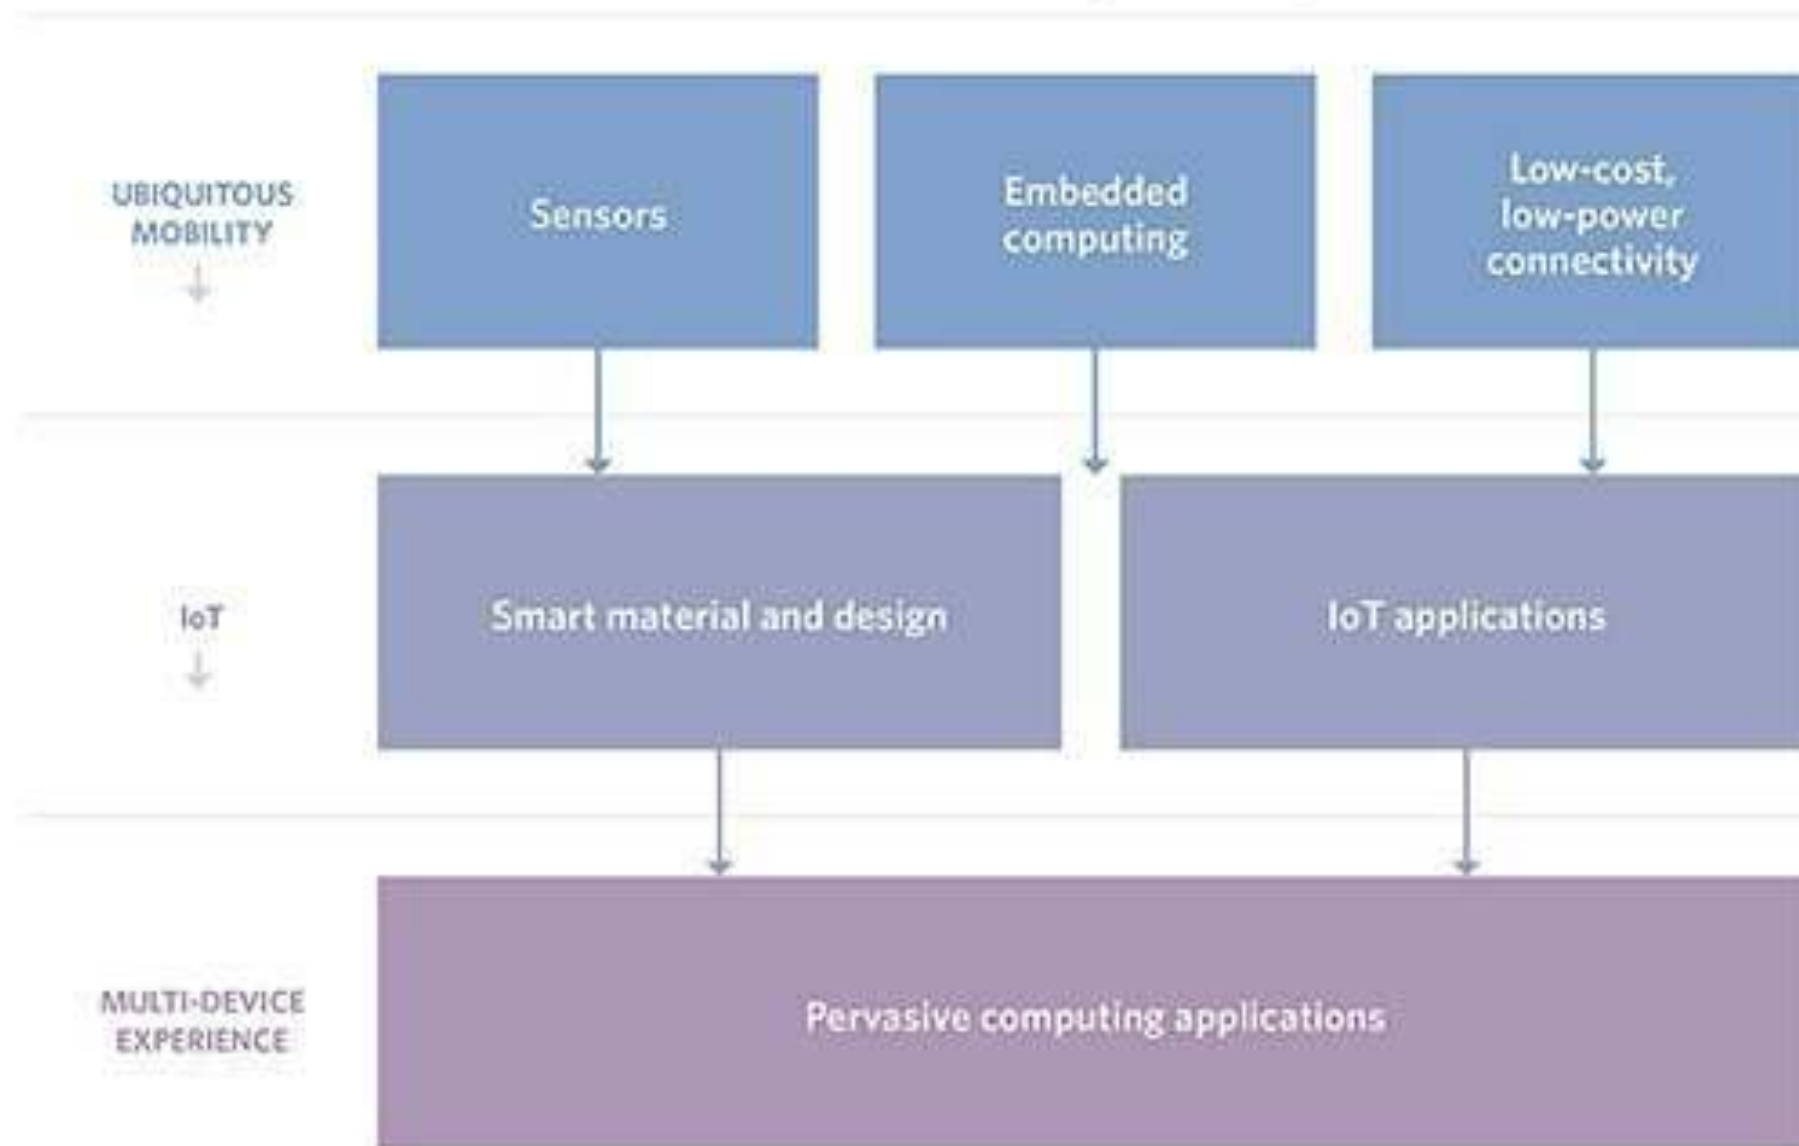 UBIQUITOUS
MOBILITY
Sensors
Embedded
computing
Low-cost,
low-power
connectivity
IoT
Smart material and design
IoT applications
MULTI-DEVICE
EXPERIENCE
Pervasive computing applications